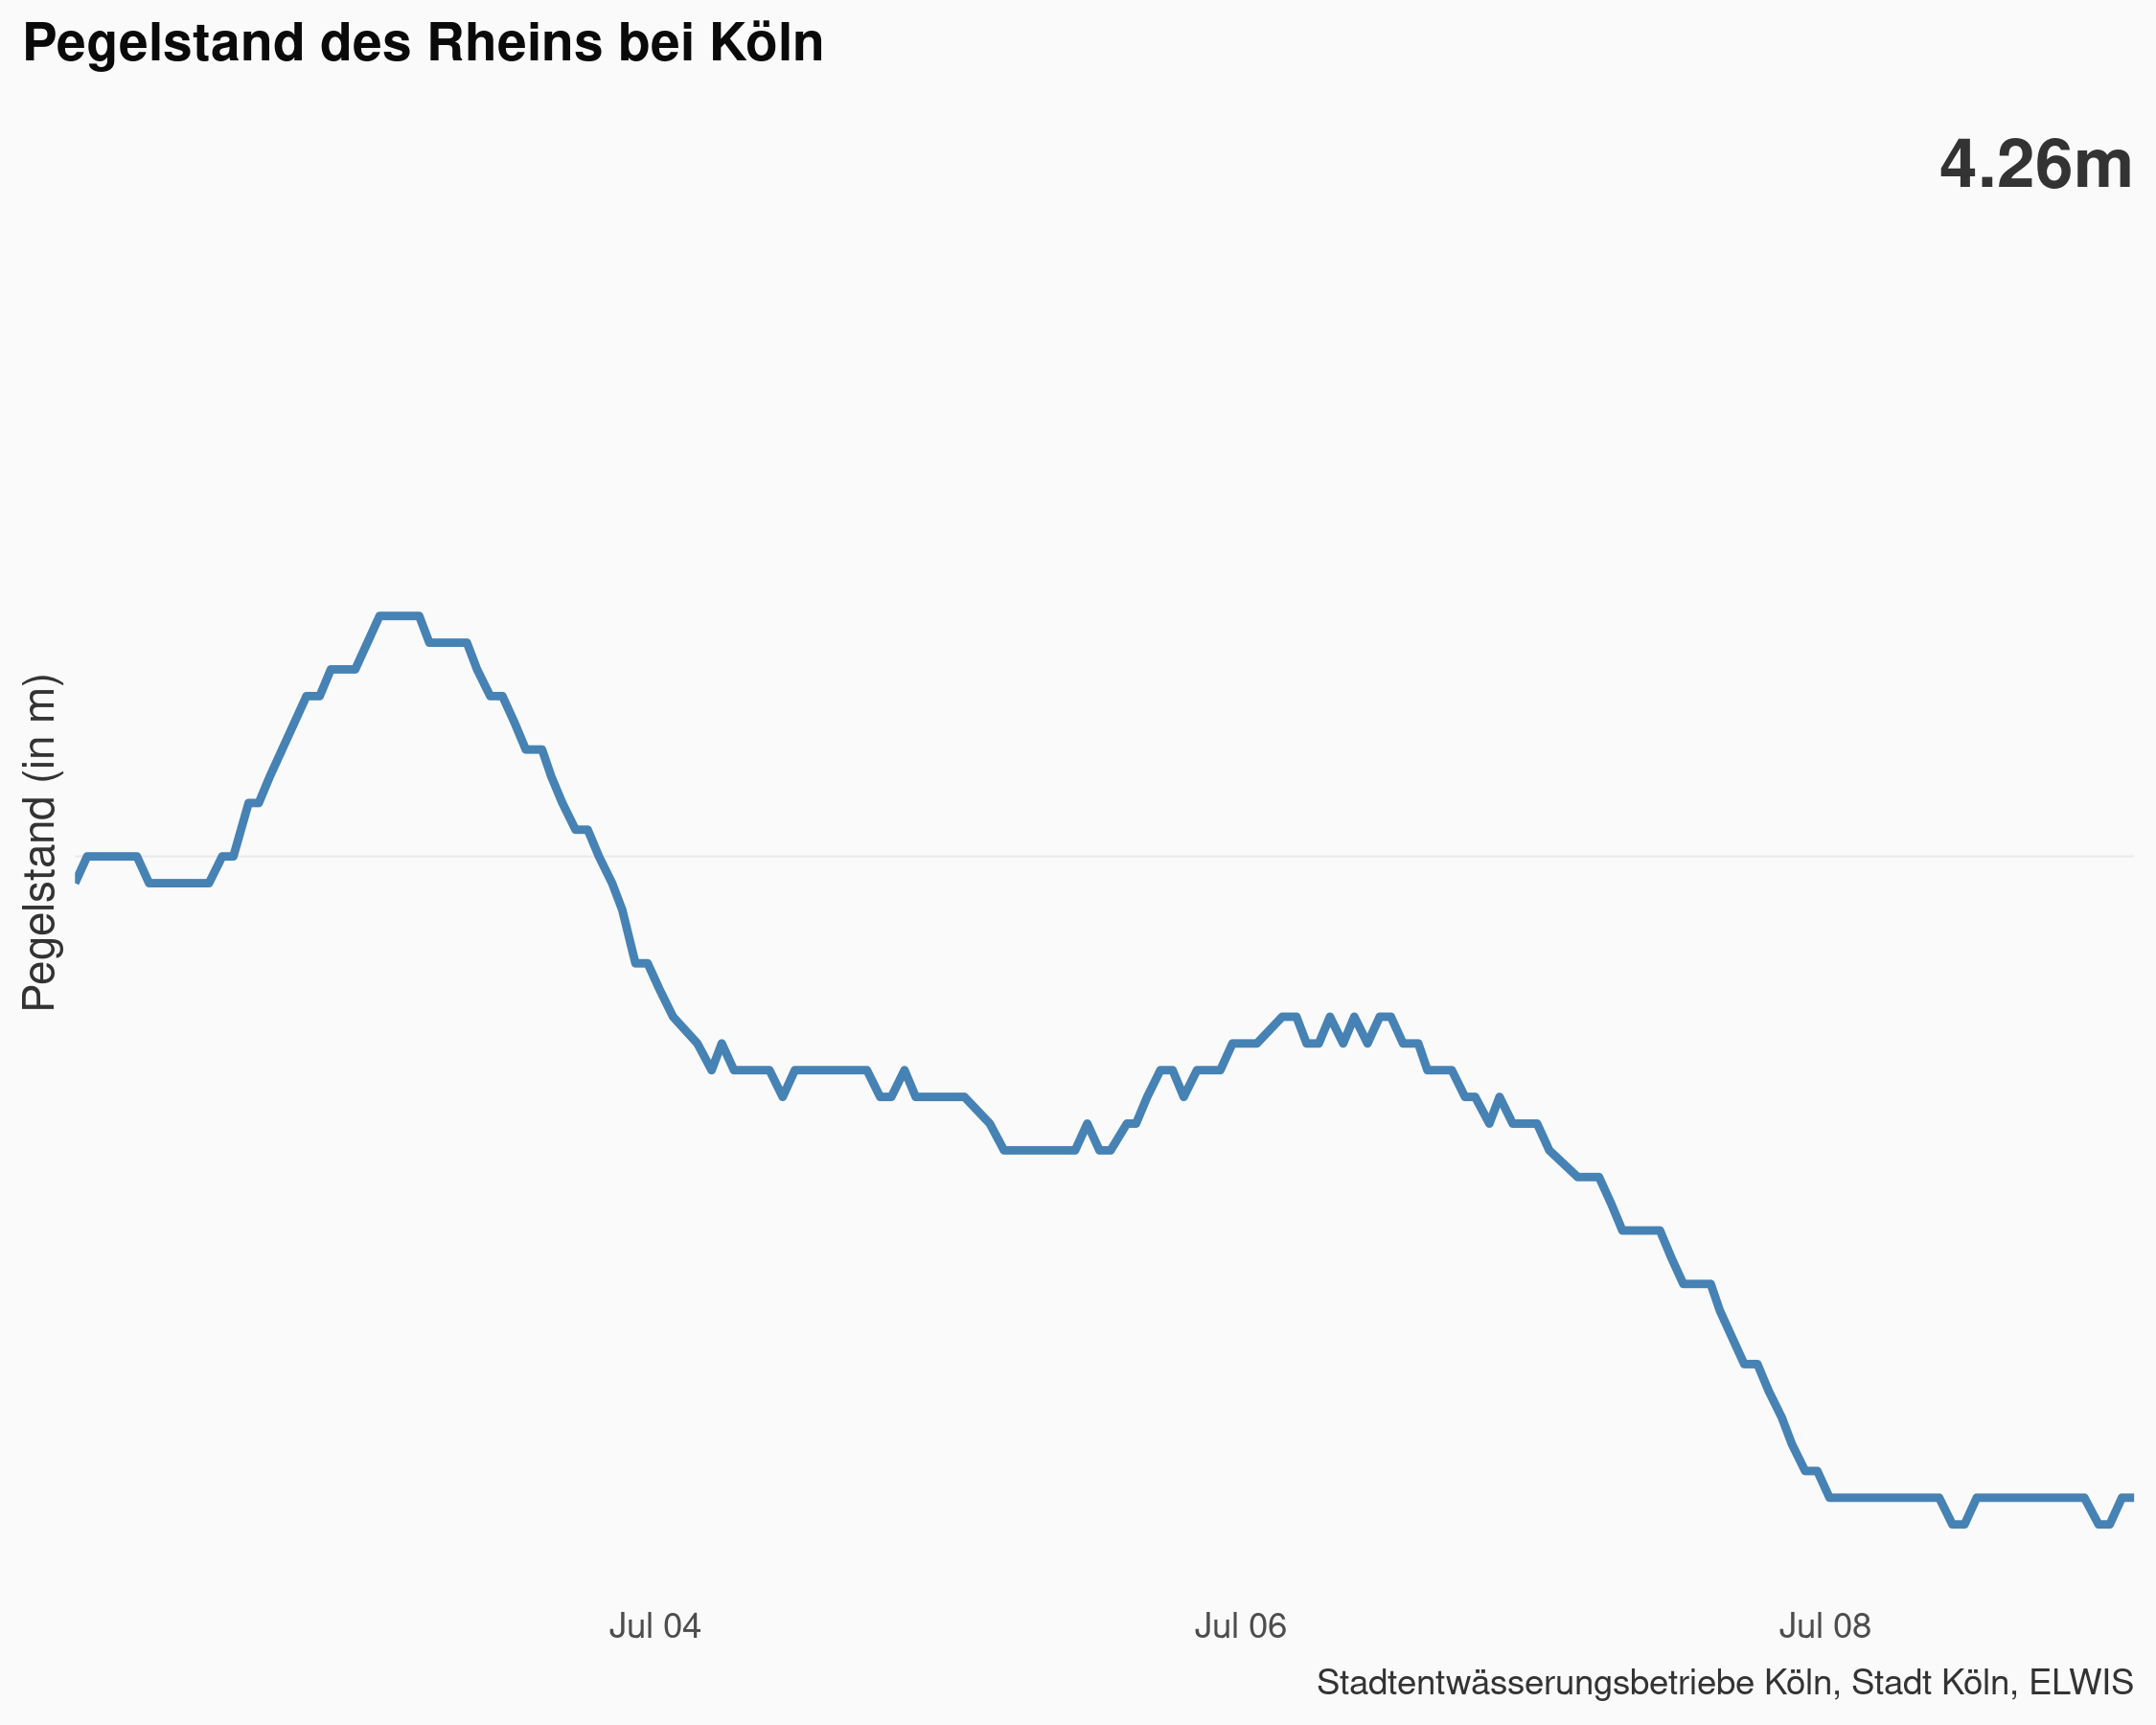 Pegelstand des Rheins bei Köln
4.26m
Pegelstand (in m)
Jul 04
Jul 06
Jul 08
Stadtentwässerungsbetriebe Köln, Stadt Köln, ELWIS